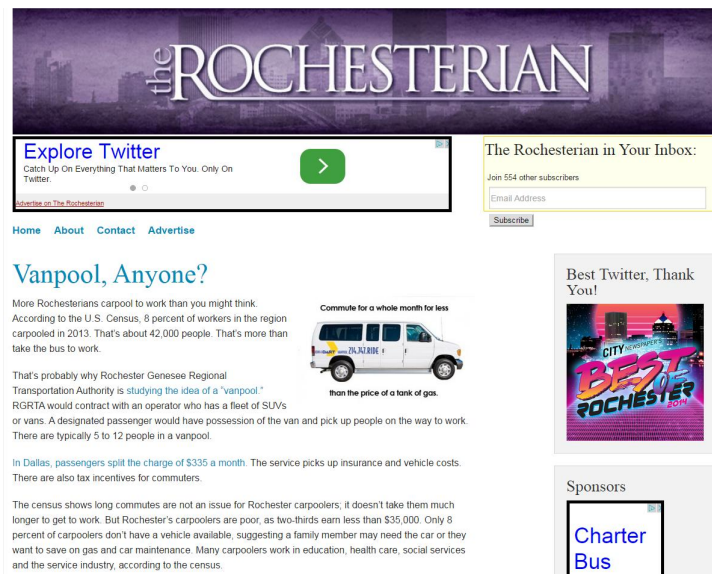 the ROCHESTERIAN
Explore Twitter
Catch Up On Everything That Matters To You. Only On
Twitter.
Advertise on The Rochesterian
The Rochesterian in Your Inbox:
Join 554 other subscribers
Email Address
Subscribe
Home About Contact Advertise
Vanpool, Anyone?
More Rochesterians carpool to work than you might think.
According to the U.S. Census, 8 percent of workers in the region
carpooled in 2013. That's about 42,000 people. That's more than
take the bus to work.
Commute for a whole month for less
214.747.RIDE
than the price of a tank of gas.
That's probably why Rochester Genesee Regional
Transportation Authority is studying the idea of a "vanpool."
RGRTA would contract with an operator who has a fleet of SUVs
or vans. A designated passenger would have possession of the van and pick up people on the way to work.
There are typically 5 to 12 people in a vanpool.
In Dallas, passengers split the charge of $335 a month. The service picks up insurance and vehicle costs.
There are also tax incentives for commuters.
The census shows long commutes are not an issue for Rochester carpoolers; it doesn't take them much
longer to get to work. But Rochester's carpoolers are poor, as two-thirds earn less than $35,000. Only 8
percent of carpoolers don't have a vehicle available, suggesting a family member may need the car or they
want to save on gas and car maintenance. Many carpoolers work in education, health care, social services
and the service industry, according to the census.
Best Twitter, Thank
You!
CITY NEWSPAPER'S
BEST
OF
ROCHESTER
2014
Sponsors
Charter
Bus